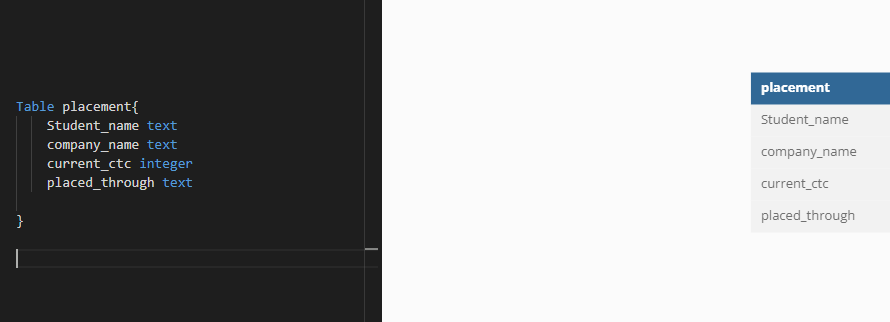 Table placement{
Student_name text
company_name text
current_ctc integer
placed_through text
}
placement
Student_name
company_name
current_ctc
placed_through